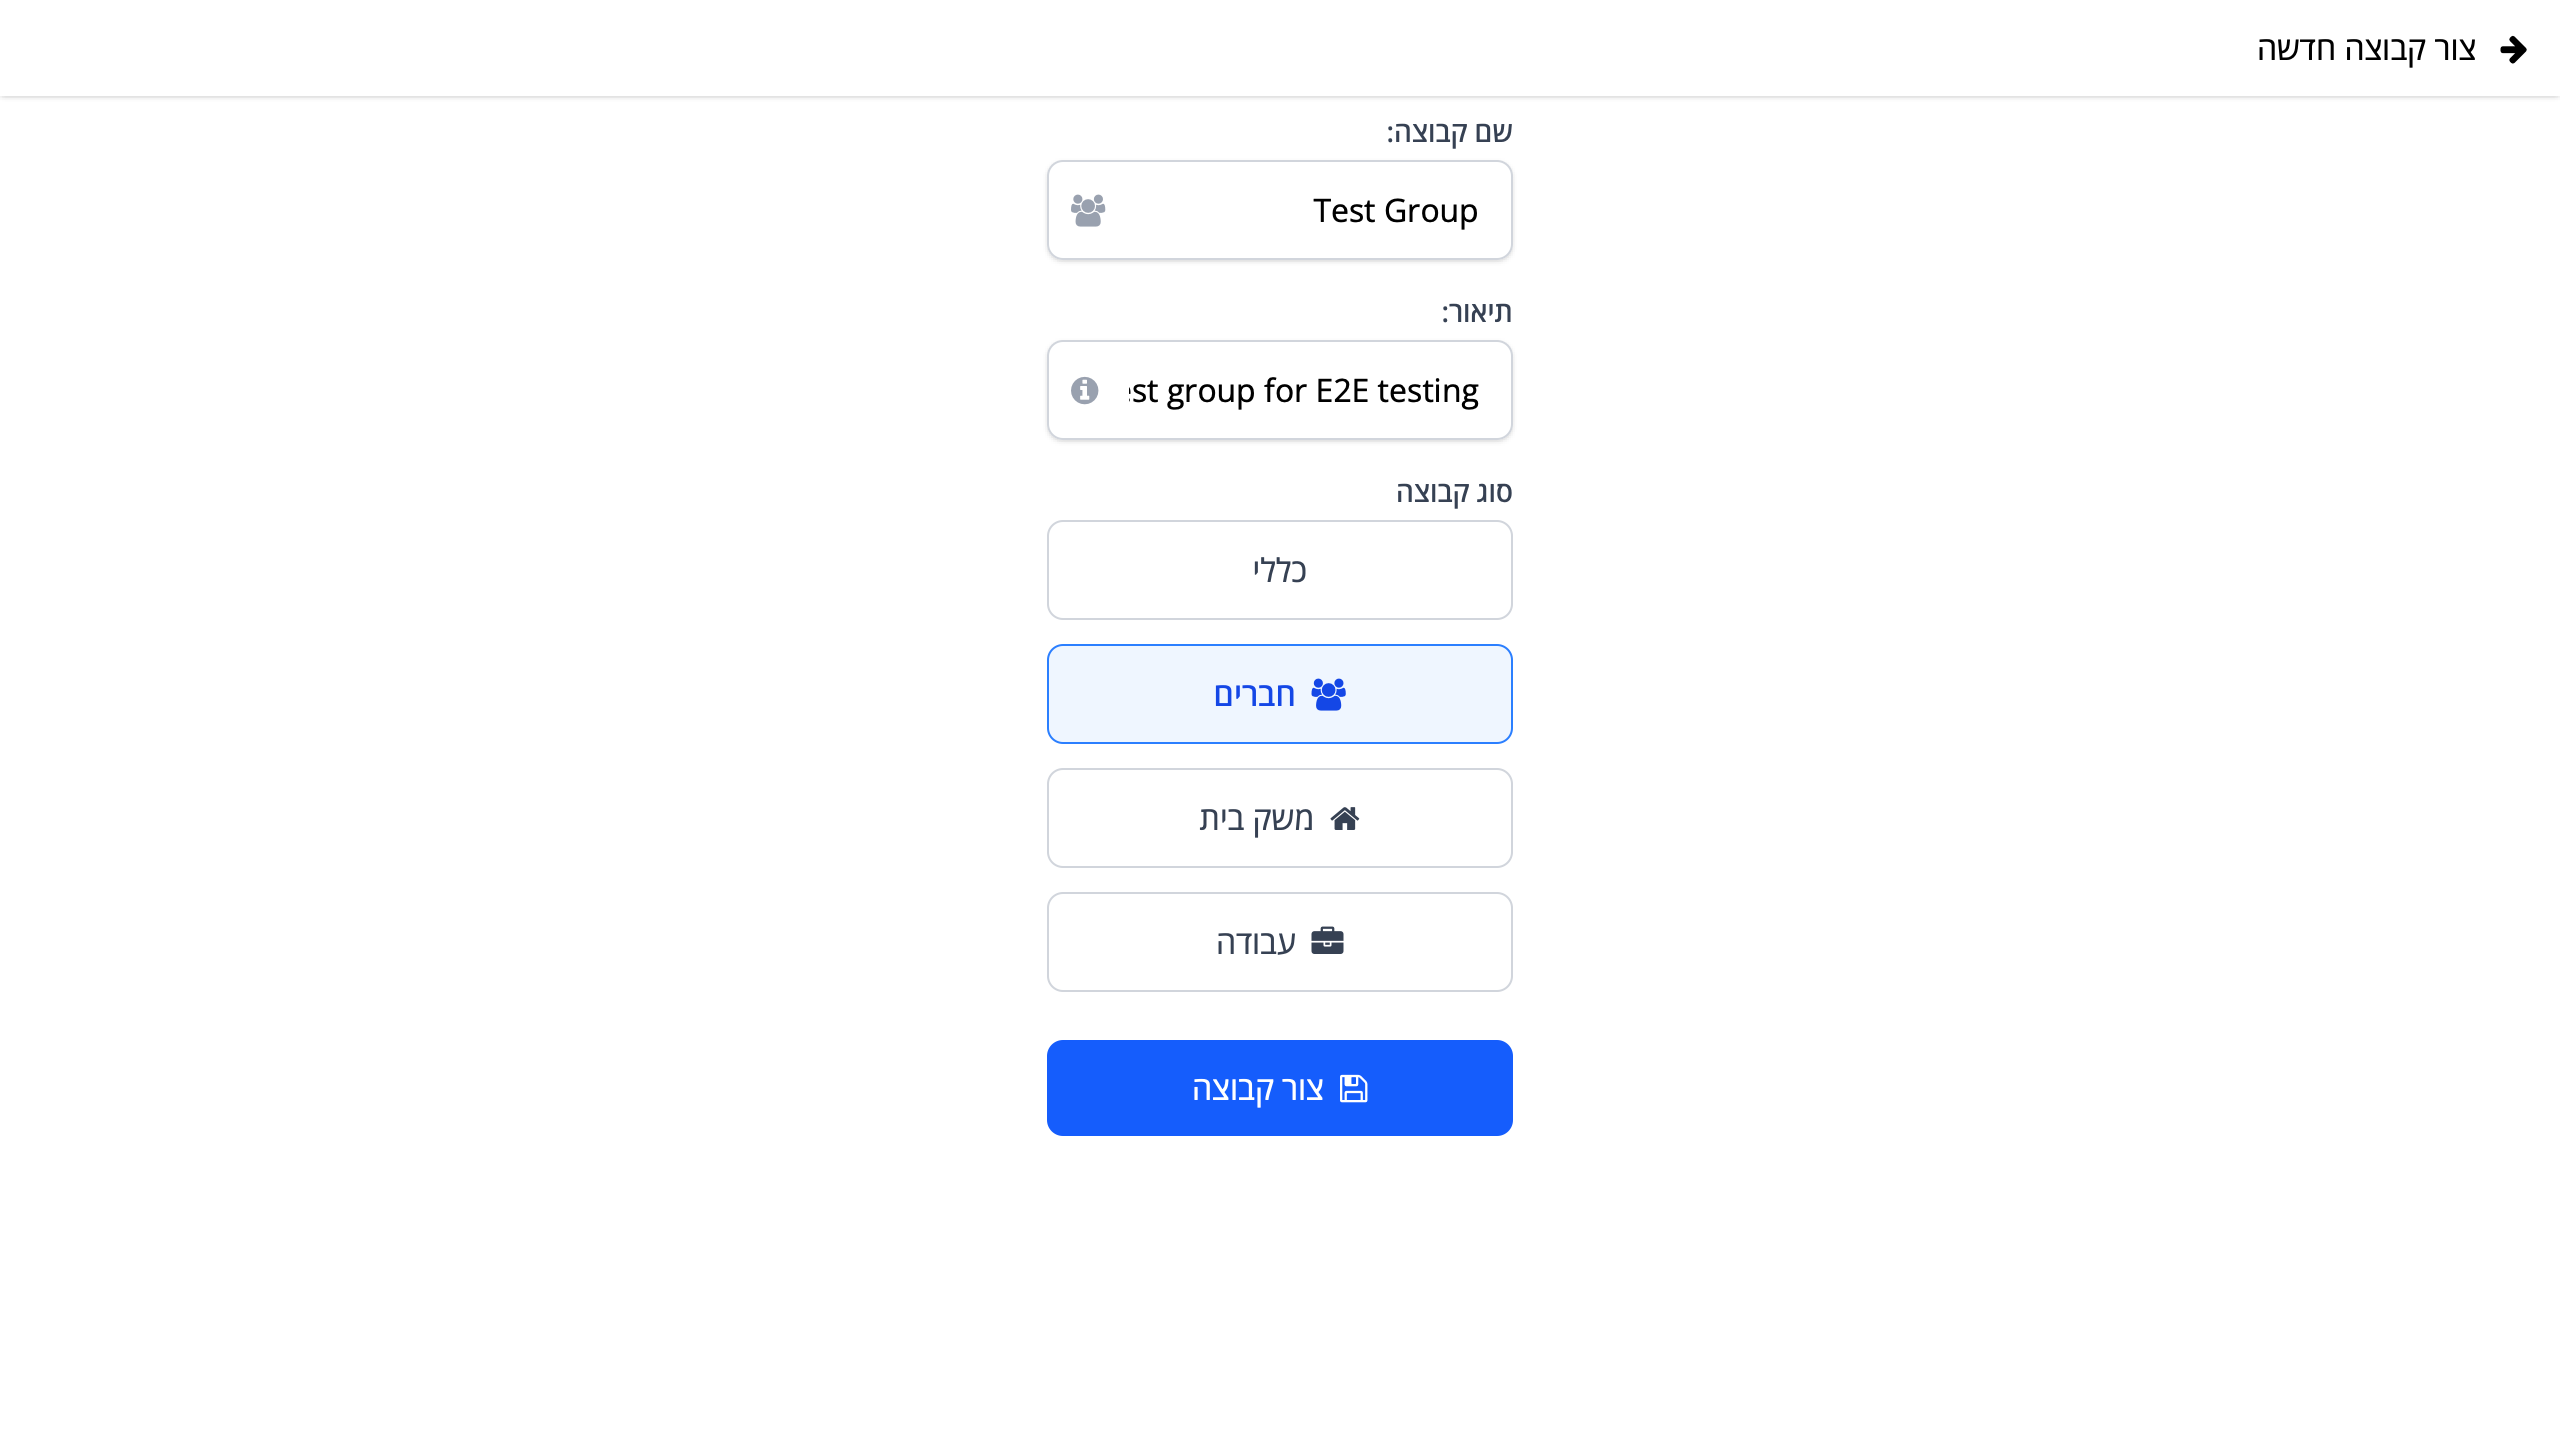 צור קבוצה חדשה
שם קבוצה:
Test Group
תיאור:
group for E2E testing
סוג קבוצה
כללי
חברים
משק בית
עבודה
צור קבוצה